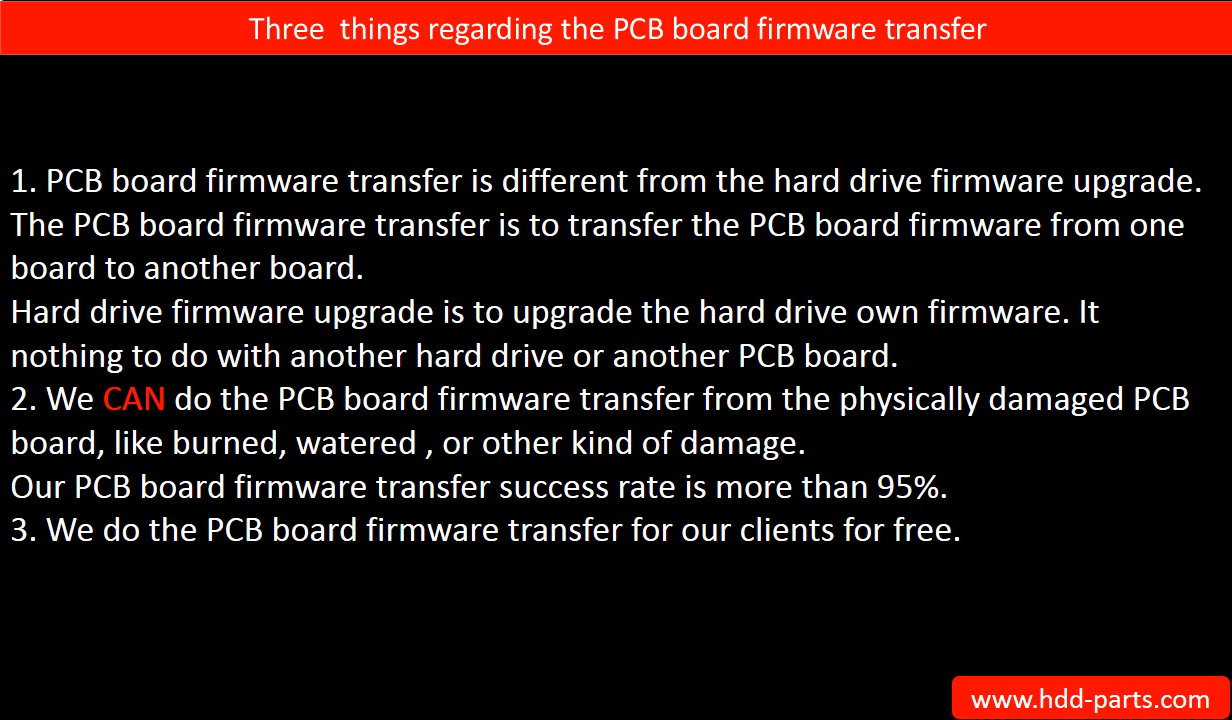 Three  things regarding the PCB board firmware transfer
1. PCB board firmware transfer is different from the hard drive firmware upgrade.
The PCB board firmware transfer is to transfer the PCB board firmware from one
board to another board.
Hard drive firmware upgrade is to upgrade the hard drive own firmware. It
nothing to do with another hard drive or another PCB board.
2. We CAN do the PCB board firmware transfer from the physically damaged PCB
board, like burned, watered , or other kind of damage.
Our PCB board firmware transfer success rate is more than 95%.
3. We do the PCB board firmware transfer for our clients for free.
www.hdd-parts.com